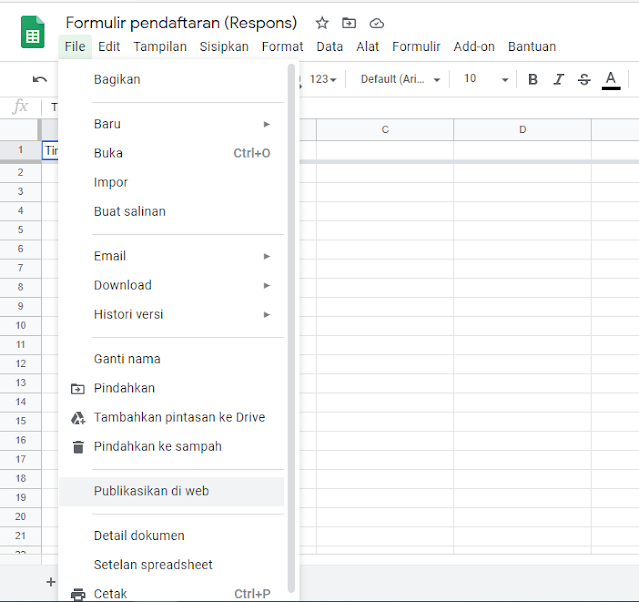 Formulir pendaftaran (Respons)
File Edit Tampilan Sisipkan Format Data Alat Formulir Add-on Bantuan
Bagikan
123 Default (Ari... 10 B I S A
fx T
Baru
C D
Buka Ctrl+O
1
Impor
2
3
Buat salinan
4
5
Email
6
7
Download
8
Histori versi
9
10
11
Ganti nama
12
Pindahkan
13
14
Tambahkan pintasan ke Drive
15
Pindahkan ke sampah
16
17
18
Publikasikan di web
19
20
Detail dokumen
21
Setelan spreadsheet
+
Cetak Ctrl+P